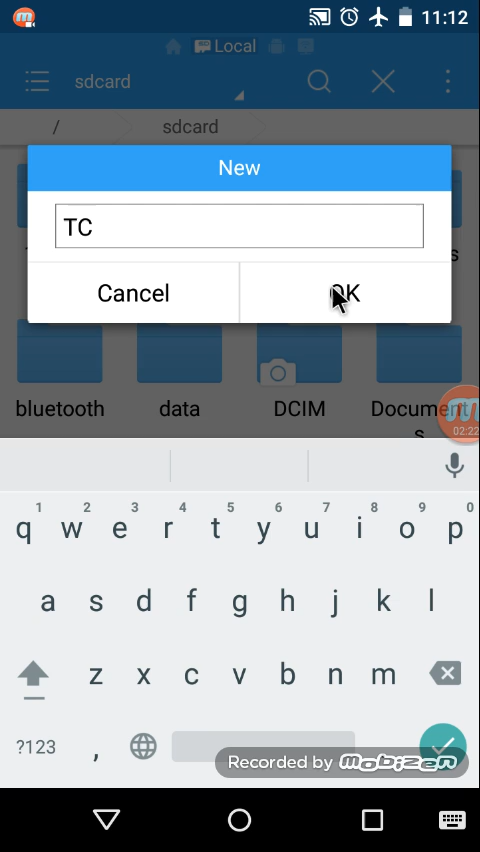 11:12
Local
sdcard
/ sdcard
New
TC
Cancel OK
bluetooth data DCIM Document
s
02:22
1 2 3 4 5 6 7 8 9 0
q w e r t y u i o p
a s d f g h j k l
z x c v b n m
?123 ,
Recorded by mobizen